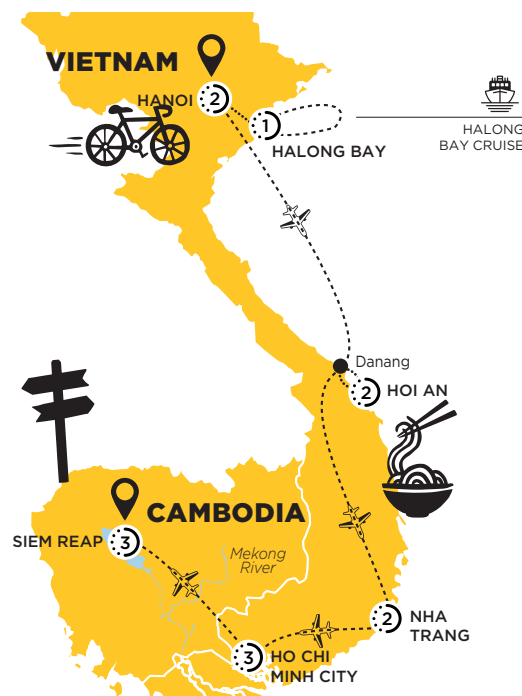 VIETNAM
HANOI
2
1
HALONG BAY
HALONG
BAY CRUISE
Danang
2
HOI AN
CAMBODIA
SIEM REAP
3
Mekong
River
2
NHA
TRANG
3
HO CHI
MINH CITY